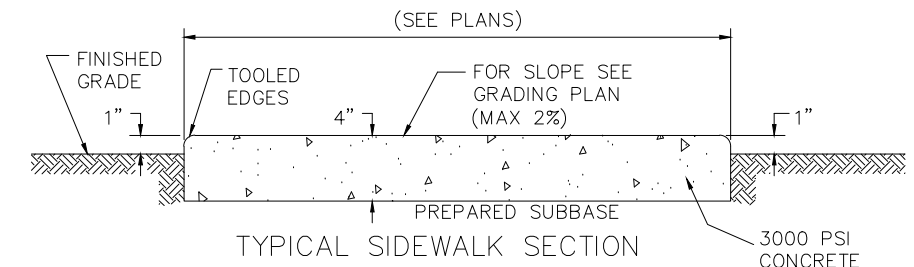 (SEE PLANS)
FINISHED
GRADE
TOOLED
EDGES
FOR SLOPE SEE
GRADING PLAN
(MAX 2%)
1”
4”
1”
PREPARED SUBBASE
3000 PSI
CONCRETE
TYPICAL SIDEWALK SECTION